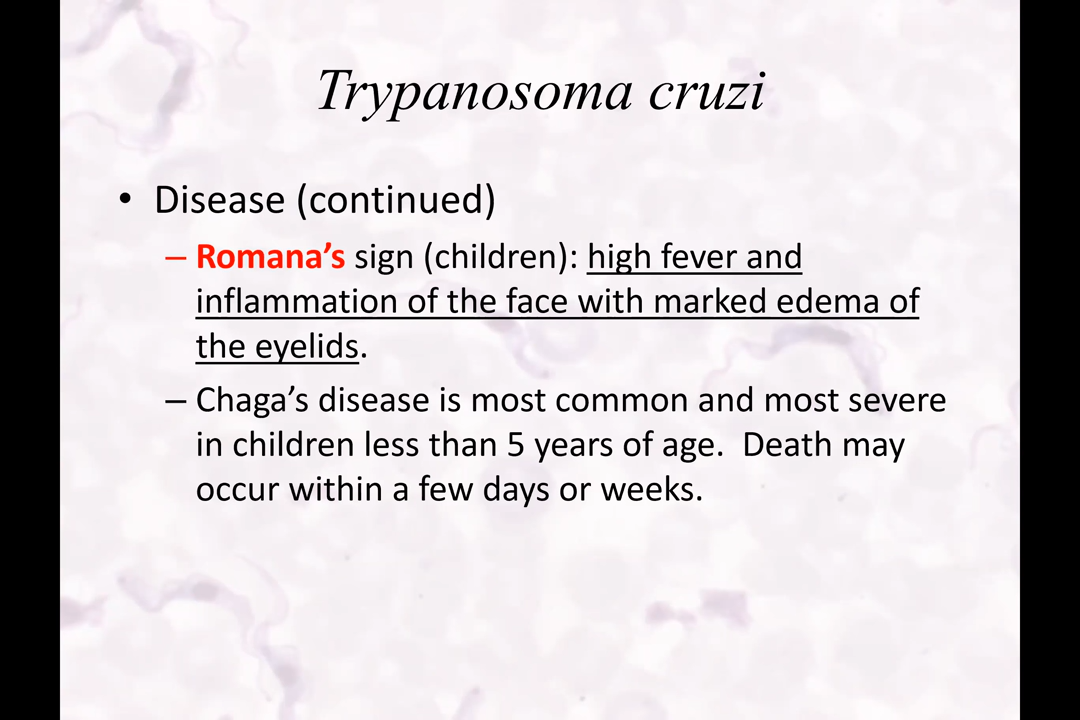 Trypanosoma cruzi
• Disease (continued)
– Romana’s sign (children): high fever and
inflammation of the face with marked edema of
the eyelids.
– Chaga’s disease is most common and most severe
in children less than 5 years of age.  Death may
occur within a few days or weeks.